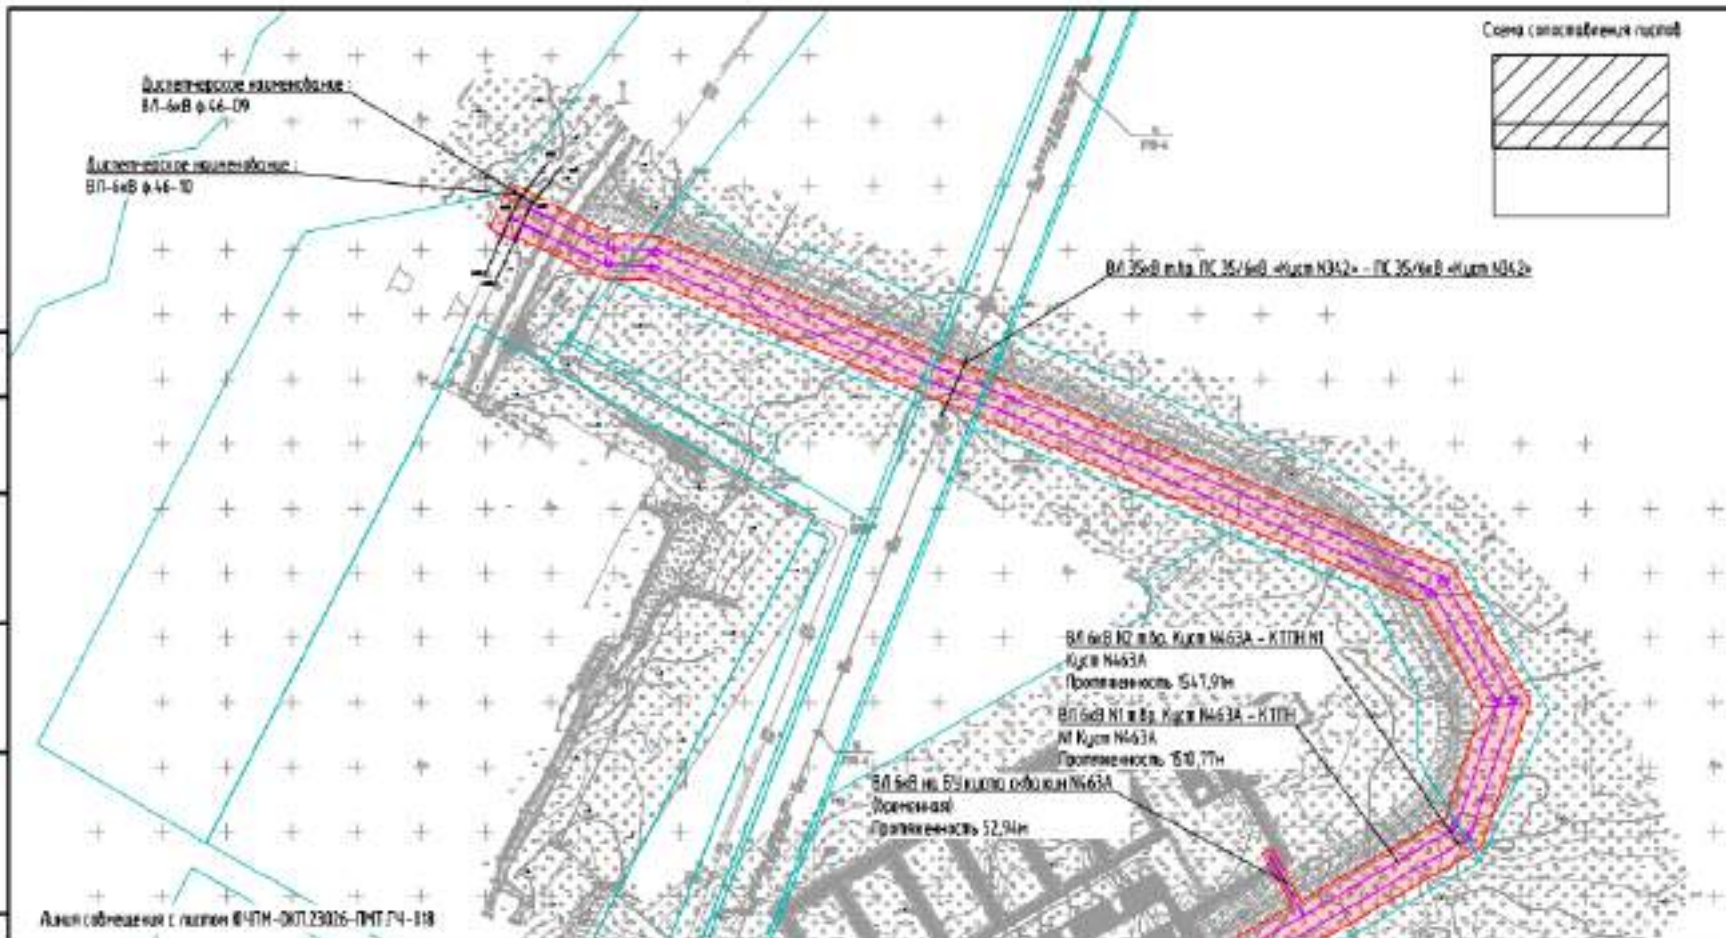 Схема сопоставления листов
Диспетчерское наименование :
ВЛ-6кВ ф.46-09
Диспетчерское наименование :
ВЛ-6кВ ф.46-10
ВЛ 35кВ т.вр. ПС 35/6кВ «Куст №342» - ПС 35/6кВ «Куст №342»
ВЛ 6кВ №2 т.вр. Куст №463А - КТПН №1
Куст №463А
Протяженность 1547,91м
ВЛ 6кВ №1 т.вр. Куст №463А - КТПН
№1 Куст №463А
Протяженность 1510,77м
ВЛ 6кВ на БУ куста скважин №463А
(Временная)
Протяженность 52,94м
Линия совмещения с листом